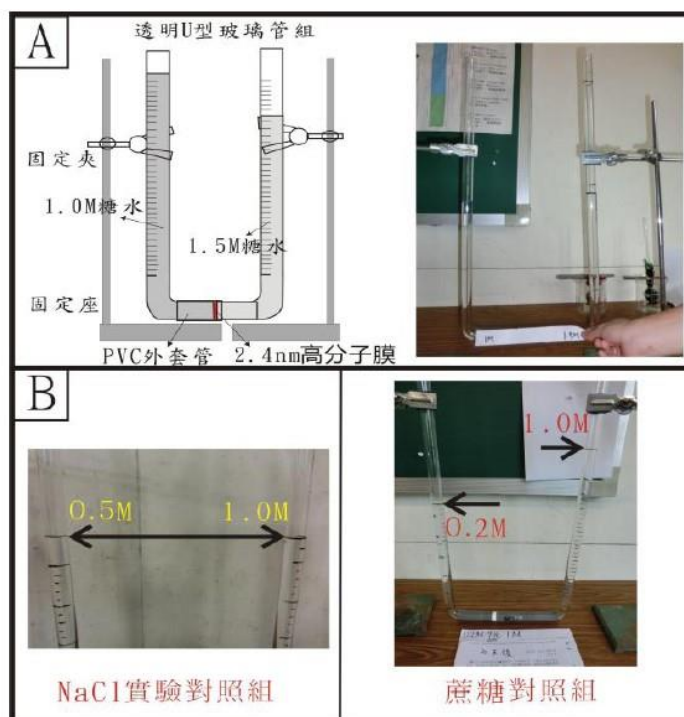 A
透明U型玻璃管組
固定夾
1.0M糖水
1.5M糖水
固定座
PVC外套管
2.4nm高分子膜
1M
B
0.5M
1.0M
1.0M
0.2M
NaCl實驗對照組
蔗糖對照組